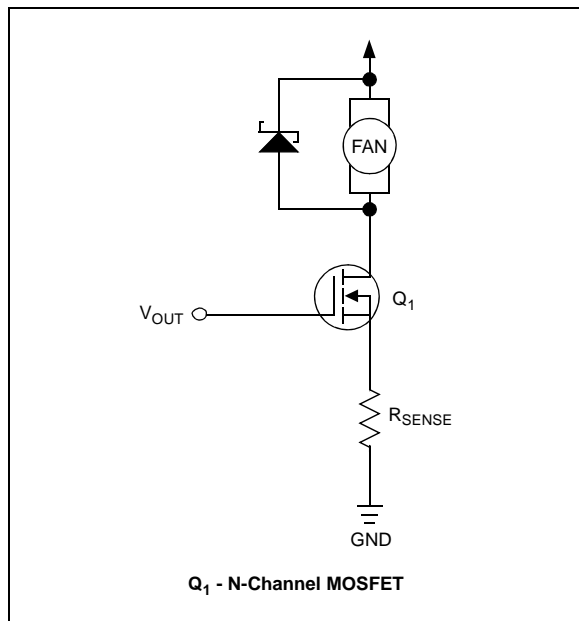 FAN
Q1
VOUT
RSENSE
GND
Q1 - N-Channel MOSFET